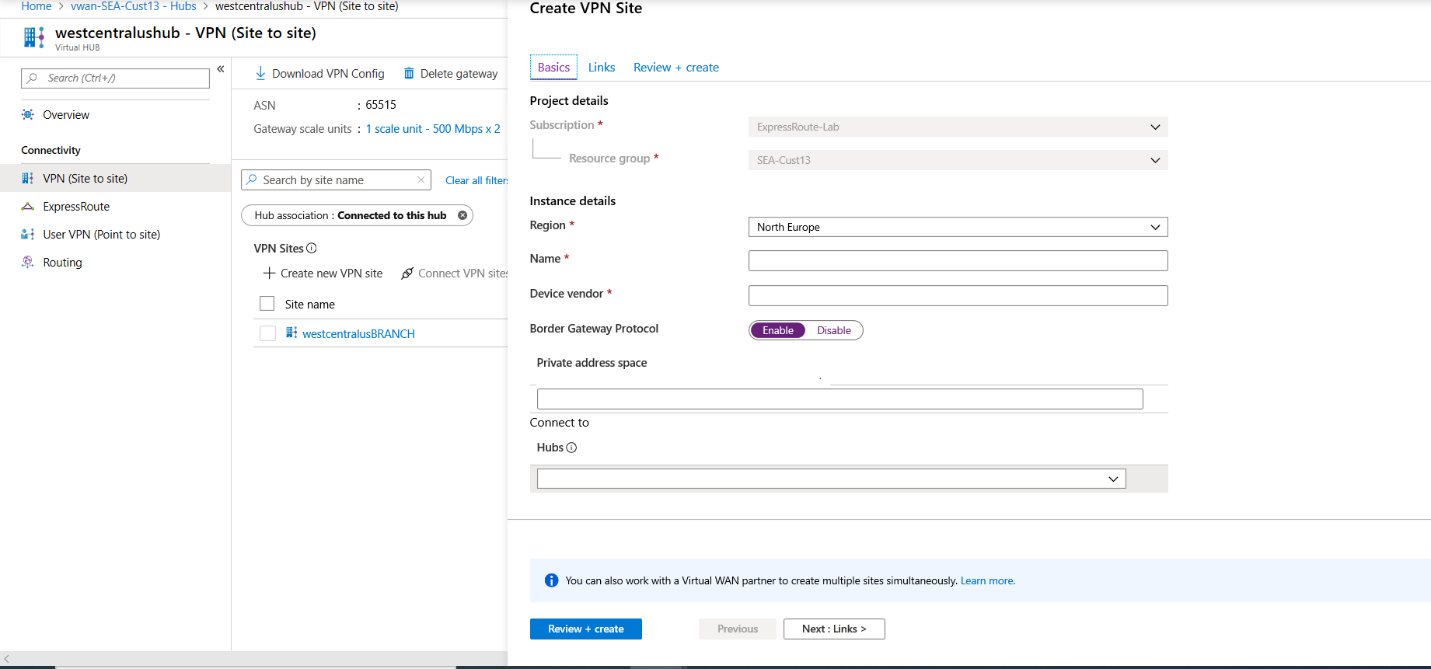 Home > vwan-SEA-Cust13 - Hubs > westcentralushub - VPN (Site to site)
westcentralushub - VPN (Site to site)
Virtual HUB
Search (Ctrl+/)
«
Overview
Connectivity
VPN (Site to site)
ExpressRoute
User VPN (Point to site)
Routing
Download VPN Config
Delete gateway
ASN : 65515
Gateway scale units : 1 scale unit - 500 Mbps x 2
Search by site name
Clear all filters
Hub association : Connected to this hub
VPN Sites
Create new VPN site
Connect VPN sites
Site name
westcentralusBRANCH
Create VPN Site
Basics Links Review + create
Project details
Subscription * ExpressRoute-Lab
Resource group * SEA-Cust13
Instance details
Region * North Europe
Name *
Device vendor *
Border Gateway Protocol Enable Disable
Private address space
Connect to
Hubs
You can also work with a Virtual WAN partner to create multiple sites simultaneously. Learn more.
Review + create Previous Next : Links >